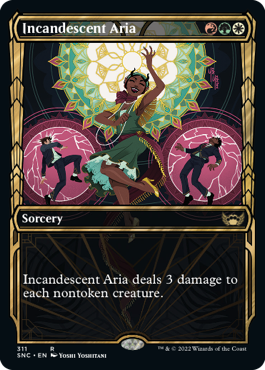 Incandescent Aria
Sorcery
Incandescent Aria deals 3 damage to
each nontoken creature.
311 R
SNC • EN Yoshi Yoshitani
™ & © 2022 Wizards of the Coast